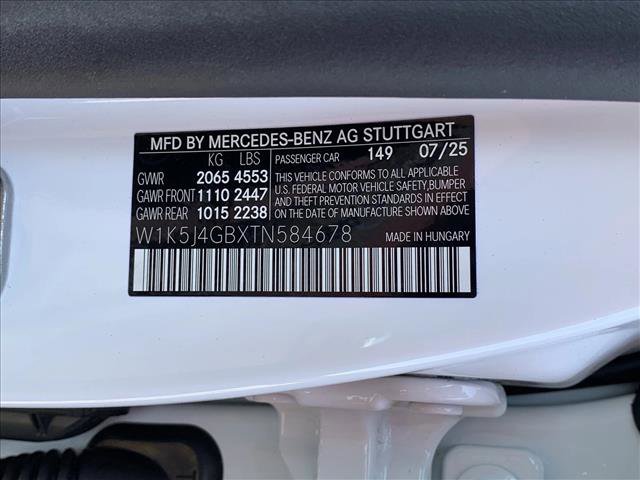 MFD BY MERCEDES-BENZ AG STUTTGART
KG LBS PASSENGER CAR 149 07/25
GVWR 2065 4553
GAWR FRONT 1110 2447
GAWR REAR 1015 2238
THIS VEHICLE CONFORMS TO ALL APPLICABLE
U.S. FEDERAL MOTOR VEHICLE SAFETY, BUMPER
AND THEFT PREVENTION STANDARDS IN EFFECT ON
THE DATE OF MANUFACTURE SHOWN ABOVE.
W1K5J4GBXTN584678 MADE IN HUNGARY